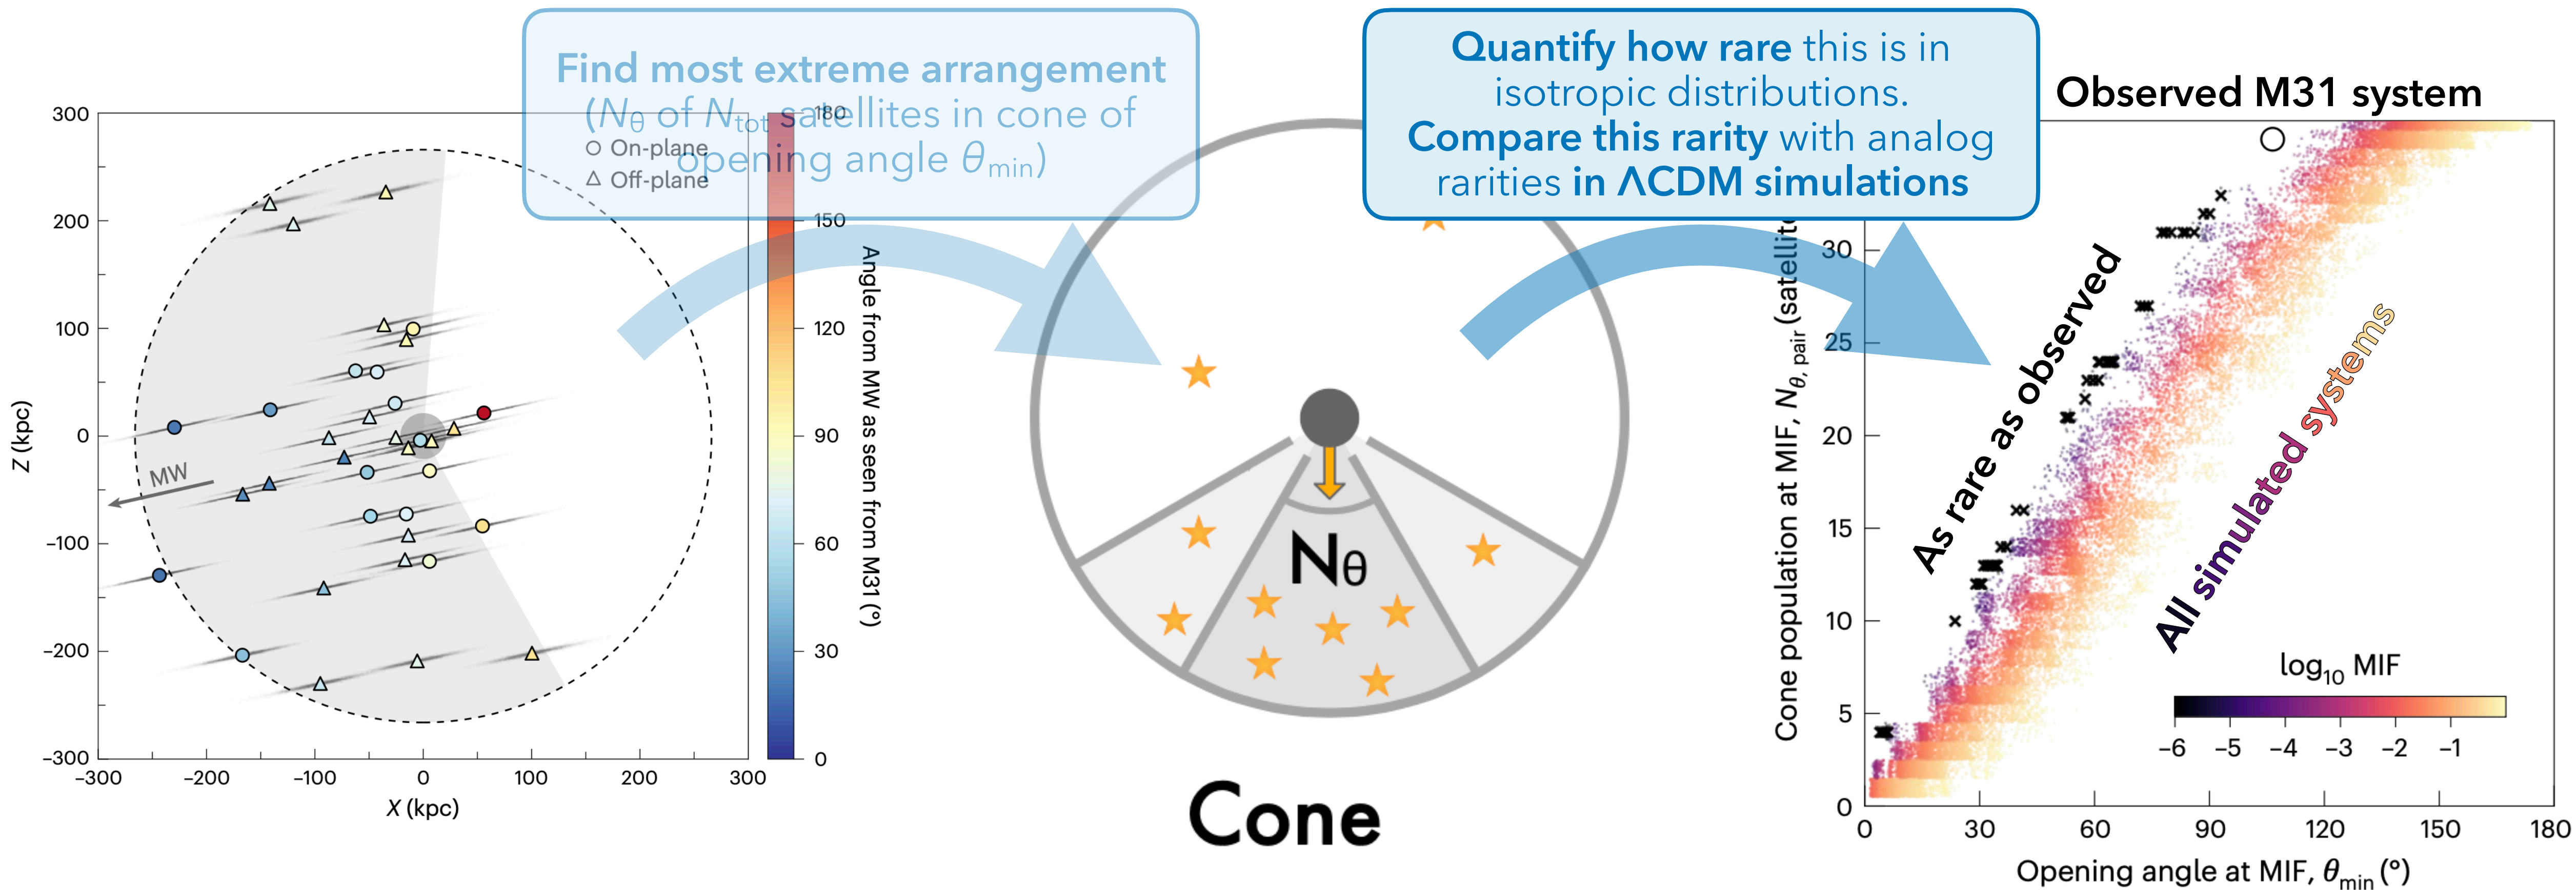 Find most extreme arrangement
(Nθ of Ntot satellites in cone of
opening angle θmin)
Quantify how rare this is in
isotropic distributions.
Compare this rarity with analog
rarities in ΛCDM simulations
Observed M31 system
On-plane
Off-plane
MW
300
200
100
0
−100
−200
−300
Z (kpc)
−300
−200
−100
0
100
200
300
X (kpc)
180
150
120
90
60
30
0
Angle from MW as seen from M31 (°)
Nθ
Cone
As rare as observed
All simulated systems
log10 MIF
−6
−5
−4
−3
−2
−1
30
25
20
15
10
5
0
Cone population at MIF, Nθ, pair (satellite
0
30
60
90
120
150
180
Opening angle at MIF, θmin (°)